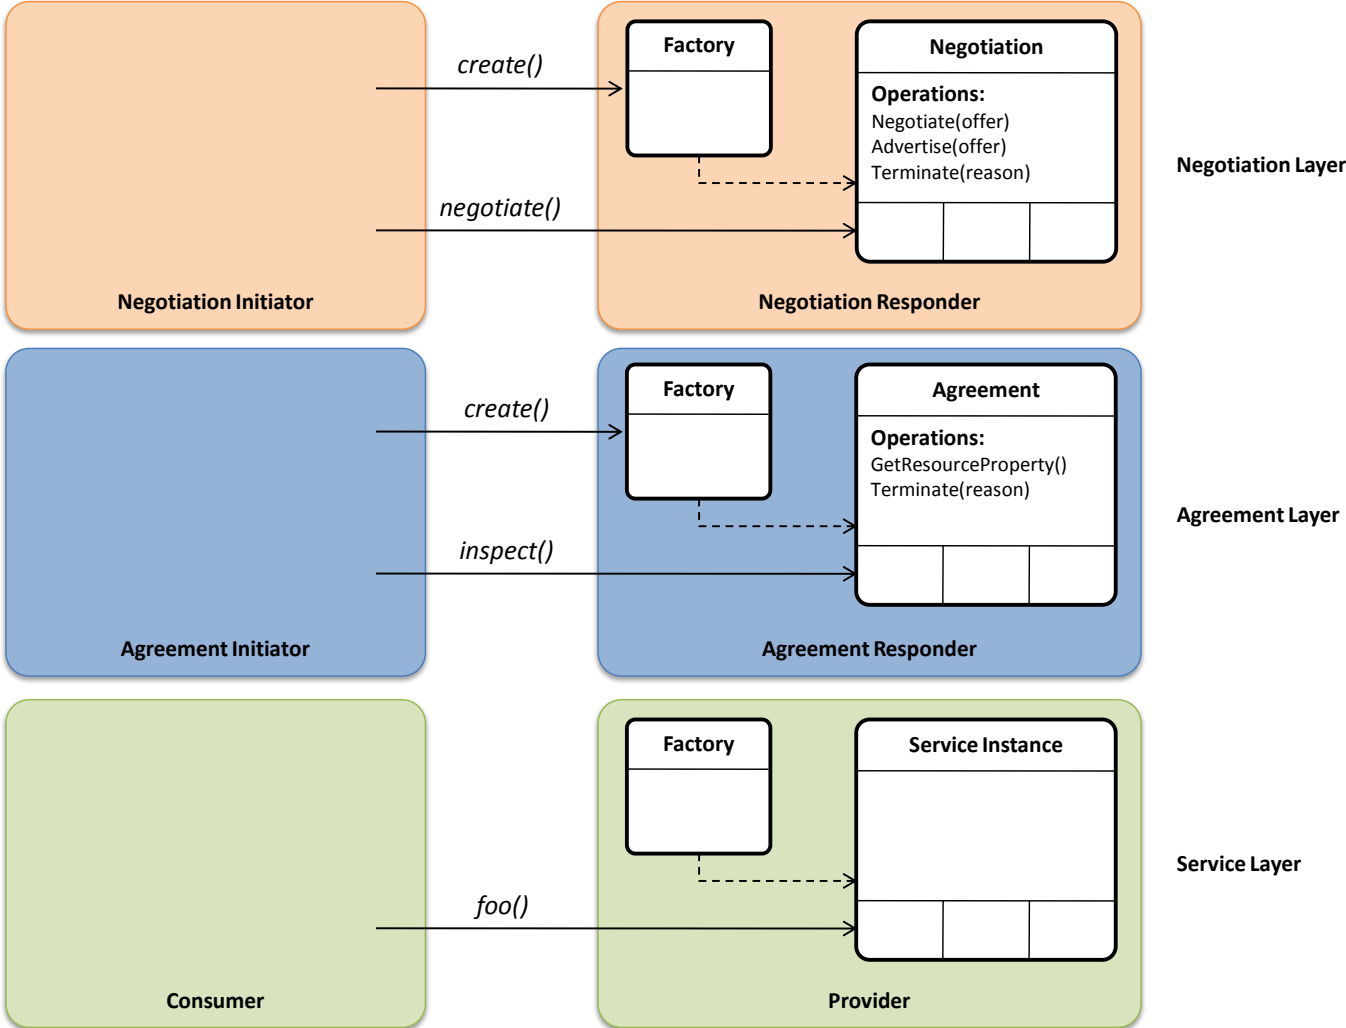 create()
Factory
Negotiation
Operations:
Negotiate(offer)
Advertise(offer)
Terminate(reason)
negotiate()
Negotiation Initiator
Negotiation Responder
Negotiation Layer
create()
Factory
Agreement
Operations:
GetResourceProperty()
Terminate(reason)
inspect()
Agreement Initiator
Agreement Responder
Agreement Layer
Factory
Service Instance
foo()
Consumer
Provider
Service Layer